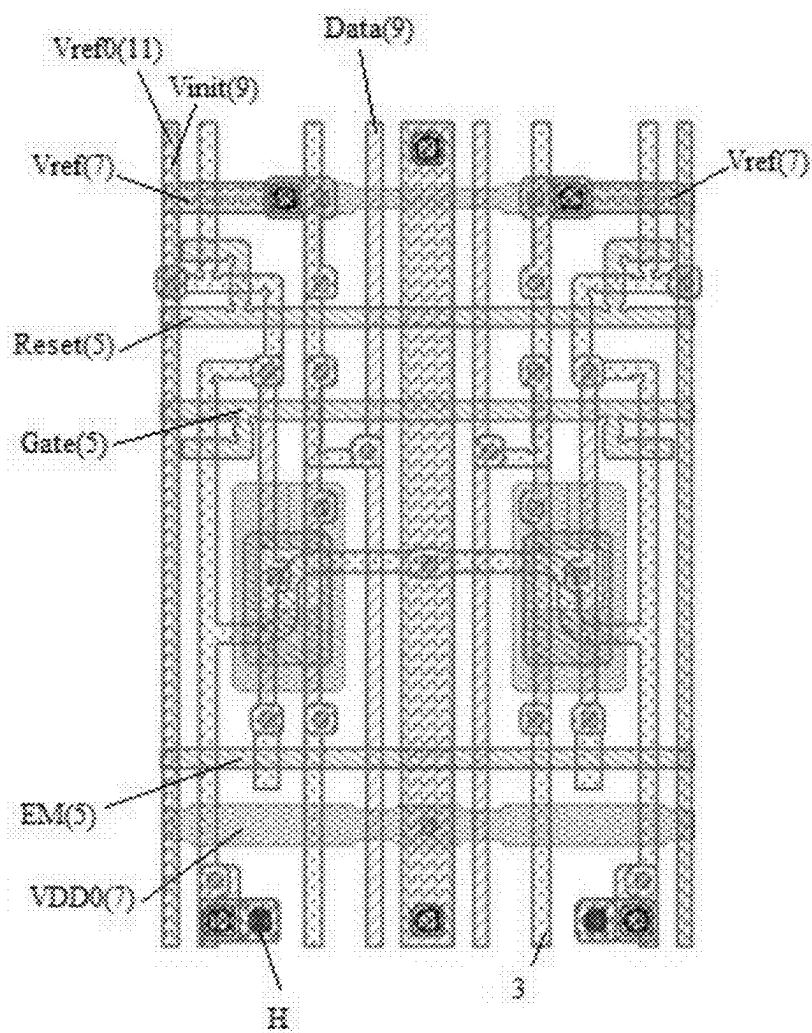 Data(9)
Vref0(11)
Vinit(9)
Vref(7)
Vref(7)
Reset(5)
Gate(5)
EM(5)
VDD0(7)
H
3